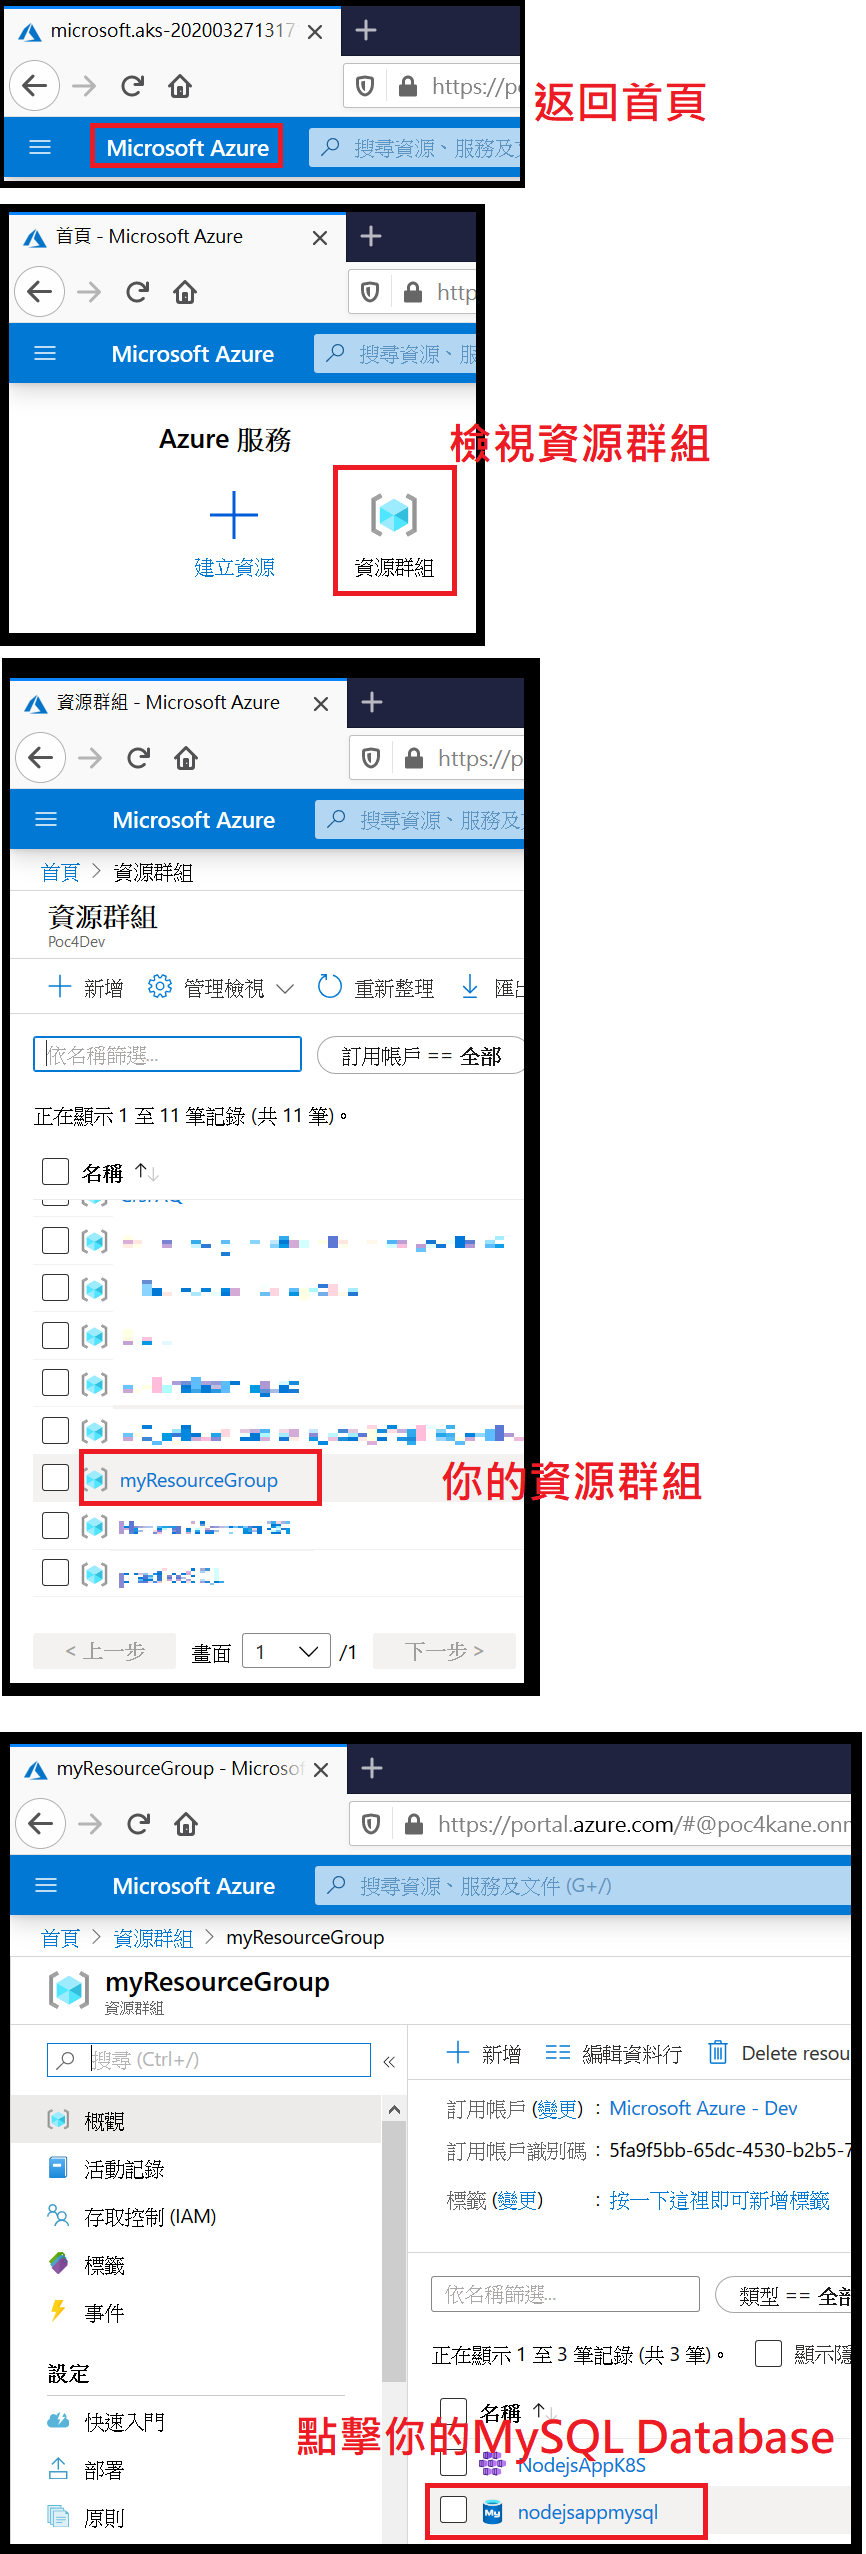 microsoft.aks-2020032713171
https://p
返回首頁
Microsoft Azure
搜尋資源、服務及文
首頁 - Microsoft Azure
http
Microsoft Azure
搜尋資源、服
Azure 服務
檢視資源群組
建立資源
資源群組
資源群組 - Microsoft Azure
https://p
Microsoft Azure
搜尋資源、服務及文
首頁 > 資源群組
資源群組
Poc4Dev
新增 管理檢視 重新整理 匯出
依名稱篩選...
訂用帳戶 == 全部
正在顯示 1 至 11 筆記錄 (共 11 筆)。
名稱 ↑↓
myResourceGroup
你的資源群組
< 上一步 畫面 1 /1 下一步 >
myResourceGroup - Microsof
https://portal.azure.com/#@poc4kane.onm
Microsoft Azure
搜尋資源、服務及文件 (G+/)
首頁 > 資源群組 > myResourceGroup
myResourceGroup
資源群組
搜尋 (Ctrl+/)
«
新增 編輯資料行 Delete resou
概觀
訂用帳戶 (變更) : Microsoft Azure - Dev
訂用帳戶識別碼 : 5fa9f5bb-65dc-4530-b2b5-7
活動記錄
標籤 (變更) : 按一下這裡即可新增標籤
存取控制 (IAM)
標籤
依名稱篩選...
類型 == 全部
事件
正在顯示 1 至 3 筆記錄 (共 3 筆)。
顯示隱
設定
名稱 ↑↓
快速入門
點擊你的MySQL Database
NodejsAppK8S
部署
nodejsappmysql
原則